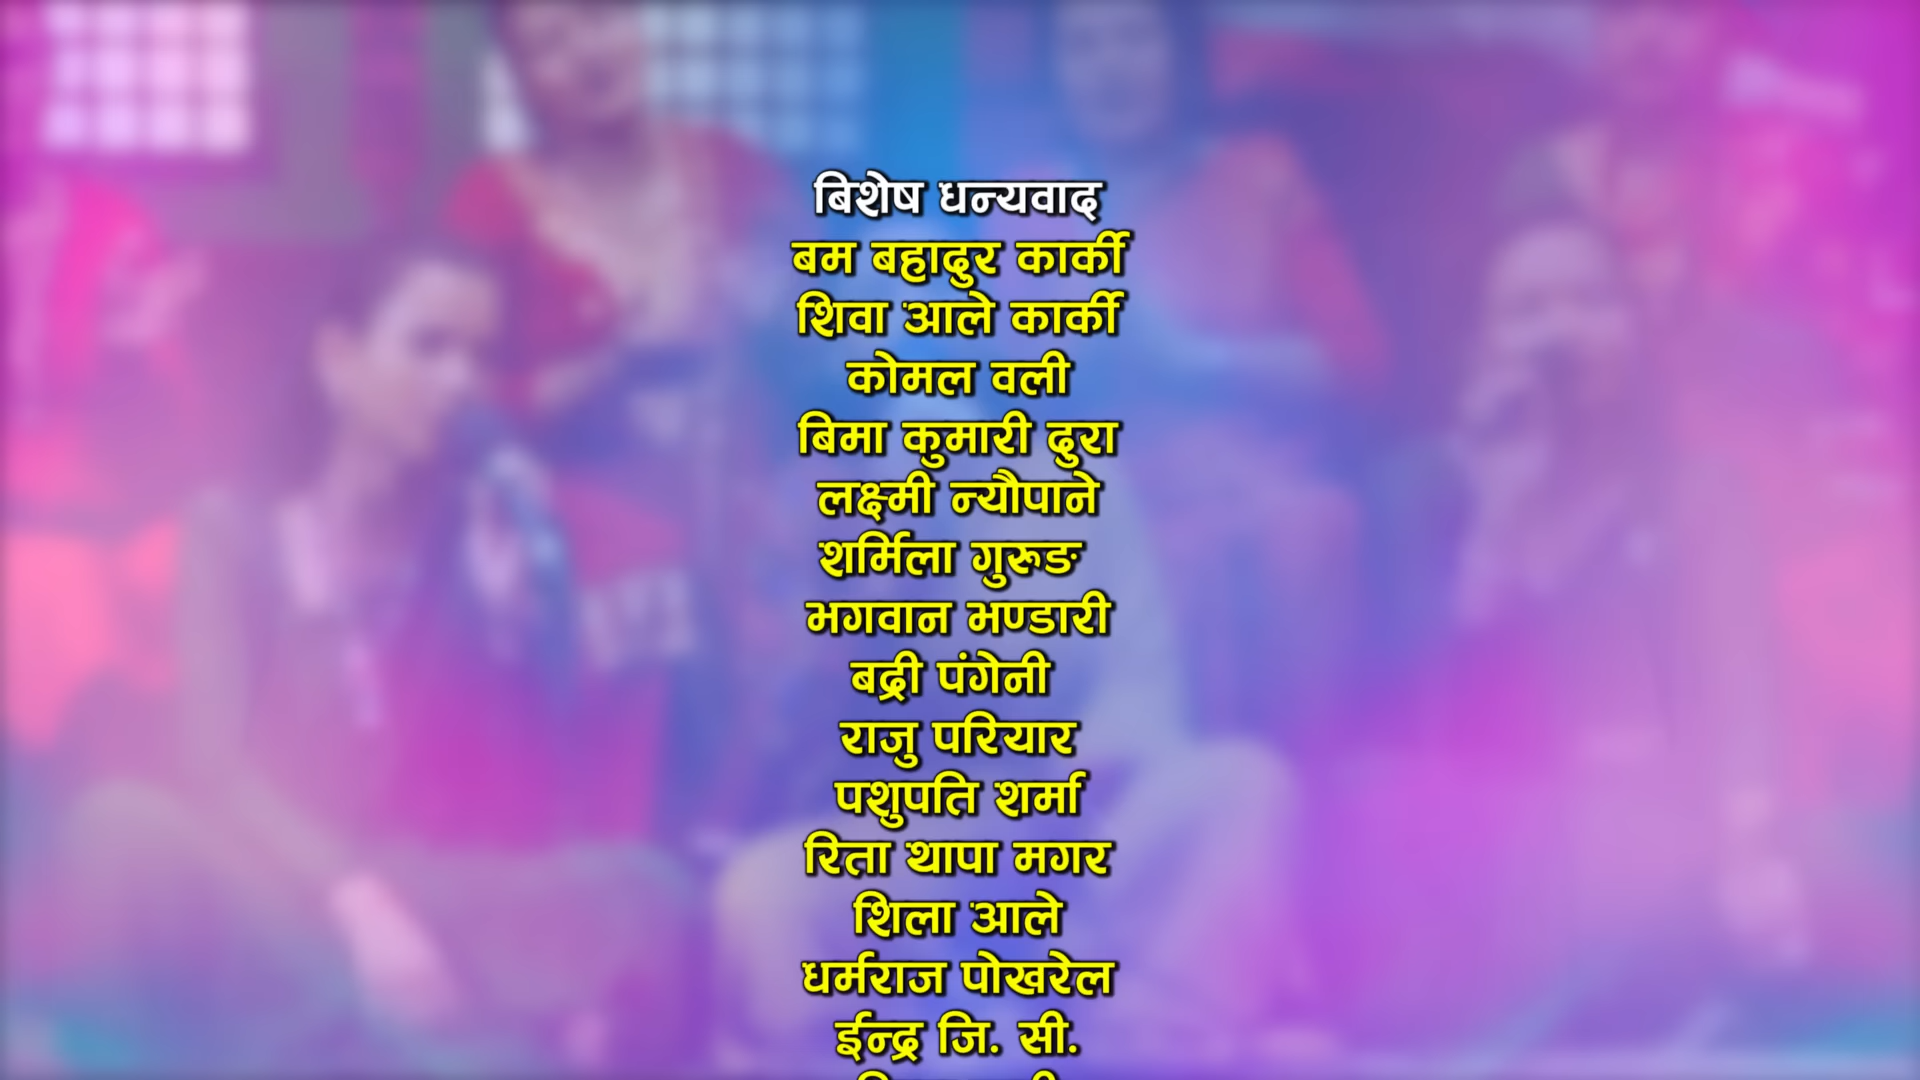 बिशेष धन्यवाद
बम बहादुर कार्की
शिवा आले कार्की
कोमल वली
बिमा कुमारी दुरा
लक्ष्मी न्यौपाने
शर्मिला गुरुङ
भगवान भण्डारी
बद्री पंगेनी
राजु परियार
पशुपति शर्मा
रिता थापा मगर
शिला आले
धर्मराज पोखरेल
ईन्द्र जि. सी.